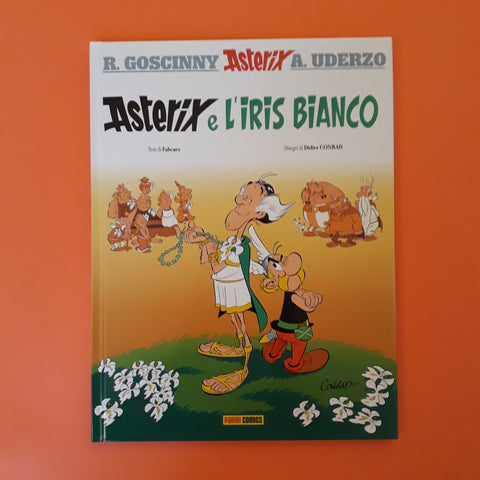 R. GOSCINNY Asterix A. UDERZO
Asterix e L'IRIS BIANCO
Testi di Fabcaro Disegni di Didier CONRAD
CONRAD
PANINI COMICS